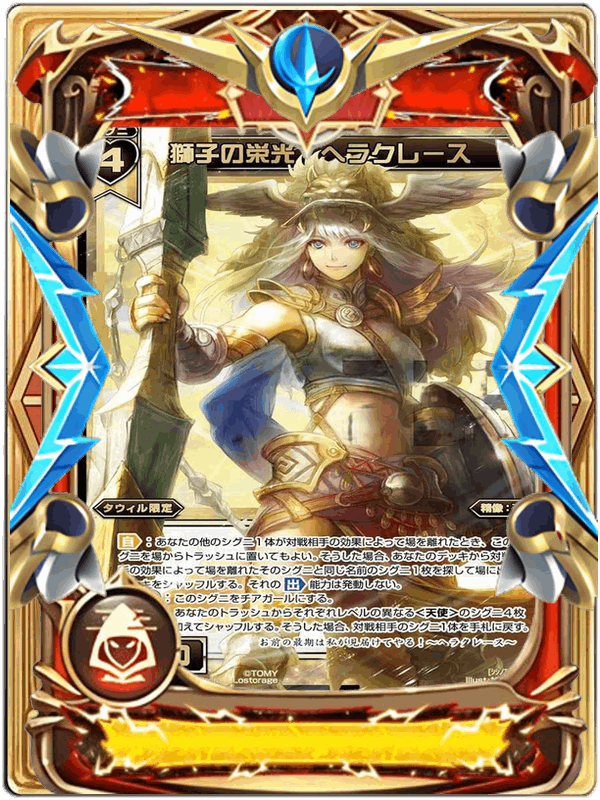 4
獅子の栄光 ヘラクレース
タウィル限定
精像:
自:あなたの他のシグニ1体が対戦相手の効果によって場を離れたとき、この
グニを場からトラッシュに置いてもよい。そうした場合、あなたのデッキから対戦
の効果によって場を離れたそのシグニと同じ名前のシグニ1枚を探して場に出
をシャッフルする。それの 出 能力は発動しない。
:このシグニをチアガールにする。
あなたのトラッシュからそれぞれレベルの異なる<天使>のシグニ4枚
加えてシャッフルする。そうした場合、対戦相手のシグニ1体を手札に戻す。
お前の最期は私が見届けてやる!~ヘラクレース~
0
©TOMY
Lostorage
Illust